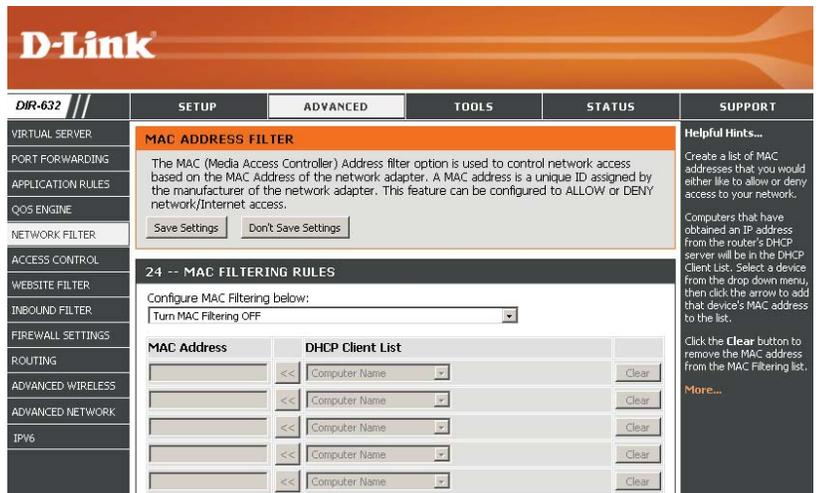 D-Link
DIR-632
SETUP
ADVANCED
TOOLS
STATUS
SUPPORT
VIRTUAL SERVER
PORT FORWARDING
APPLICATION RULES
QOS ENGINE
NETWORK FILTER
ACCESS CONTROL
WEBSITE FILTER
INBOUND FILTER
FIREWALL SETTINGS
ROUTING
ADVANCED WIRELESS
ADVANCED NETWORK
IPV6
MAC ADDRESS FILTER
The MAC (Media Access Controller) Address filter option is used to control network access
based on the MAC Address of the network adapter. A MAC address is a unique ID assigned by
the manufacturer of the network adapter. This feature can be configured to ALLOW or DENY
network/Internet access.
Save Settings
Don't Save Settings
24 -- MAC FILTERING RULES
Configure MAC Filtering below:
Turn MAC Filtering OFF
MAC Address
DHCP Client List
<< Computer Name Clear
<< Computer Name Clear
<< Computer Name Clear
<< Computer Name Clear
<< Computer Name Clear
Helpful Hints...
Create a list of MAC
addresses that you would
either like to allow or deny
access to your network.
Computers that have
obtained an IP address
from the router's DHCP
server will be in the DHCP
Client List. Select a device
from the drop down menu,
then click the arrow to add
that device's MAC address
to the list.
Click the Clear button to
remove the MAC address
from the MAC Filtering list.
More...